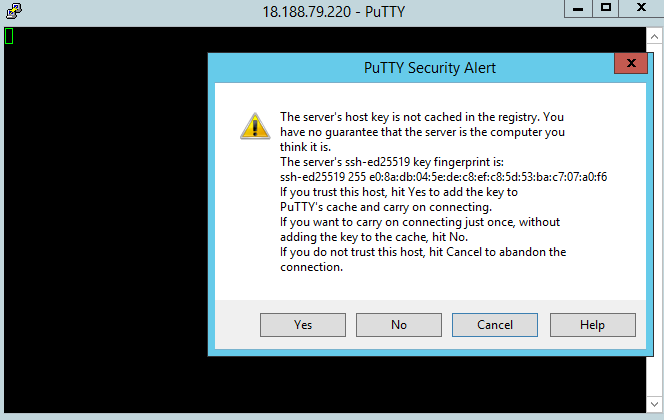 18.188.79.220 - PuTTY
PuTTY Security Alert
The server's host key is not cached in the registry. You
have no guarantee that the server is the computer you
think it is.
The server's ssh-ed25519 key fingerprint is:
ssh-ed25519 255 e0:8a:db:04:5e:de:c8:ef:c8:5d:53:ba:c7:07:a0:f6
If you trust this host, hit Yes to add the key to
PuTTY's cache and carry on connecting.
If you want to carry on connecting just once, without
adding the key to the cache, hit No.
If you do not trust this host, hit Cancel to abandon the
connection.
Yes
No
Cancel
Help